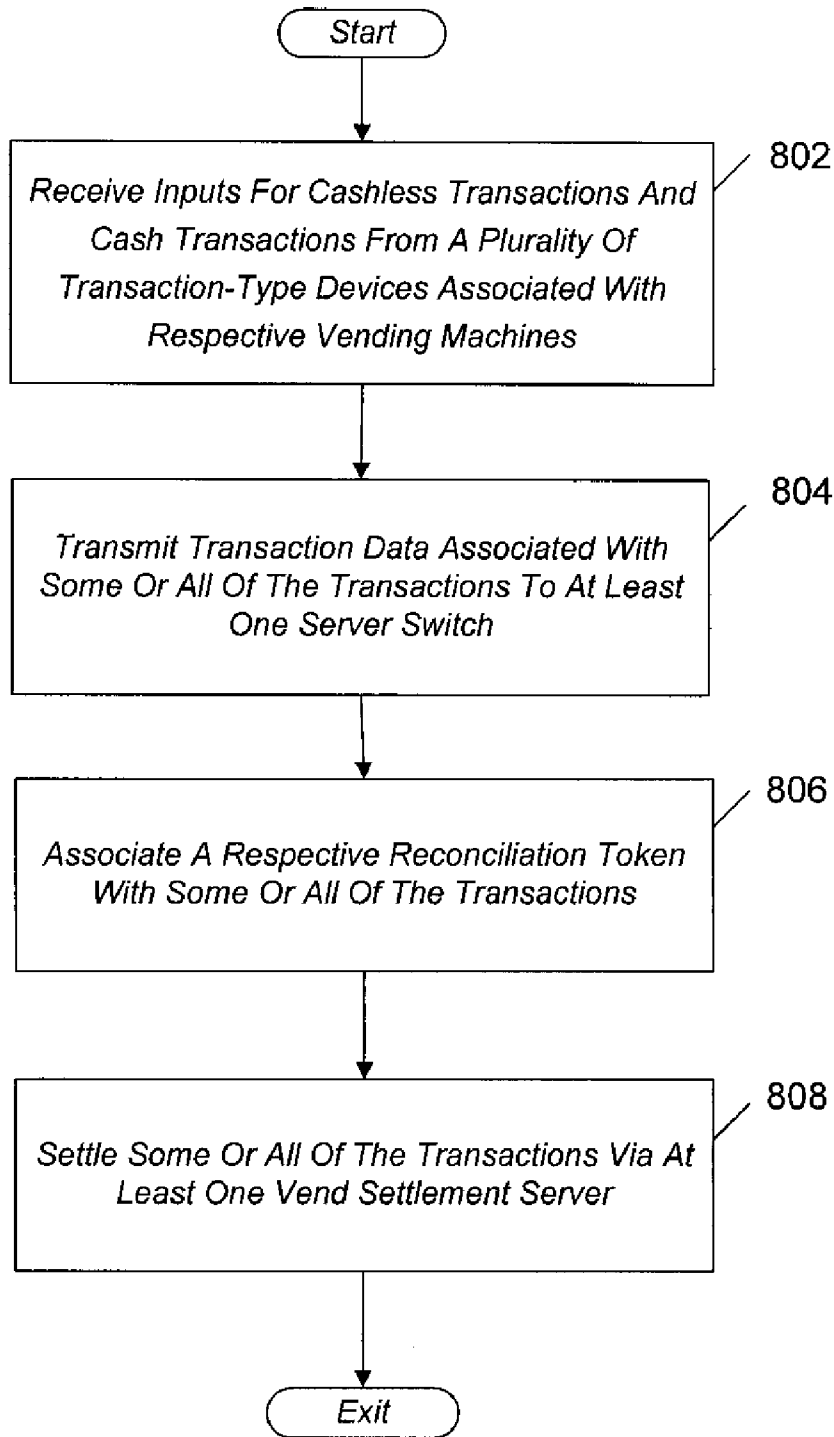 Start
802
Receive Inputs For Cashless Transactions And
Cash Transactions From A Plurality Of
Transaction-Type Devices Associated With
Respective Vending Machines
804
Transmit Transaction Data Associated With
Some Or All Of The Transactions To At Least
One Server Switch
806
Associate A Respective Reconciliation Token
With Some Or All Of The Transactions
808
Settle Some Or All Of The Transactions Via At
Least One Vend Settlement Server
Exit